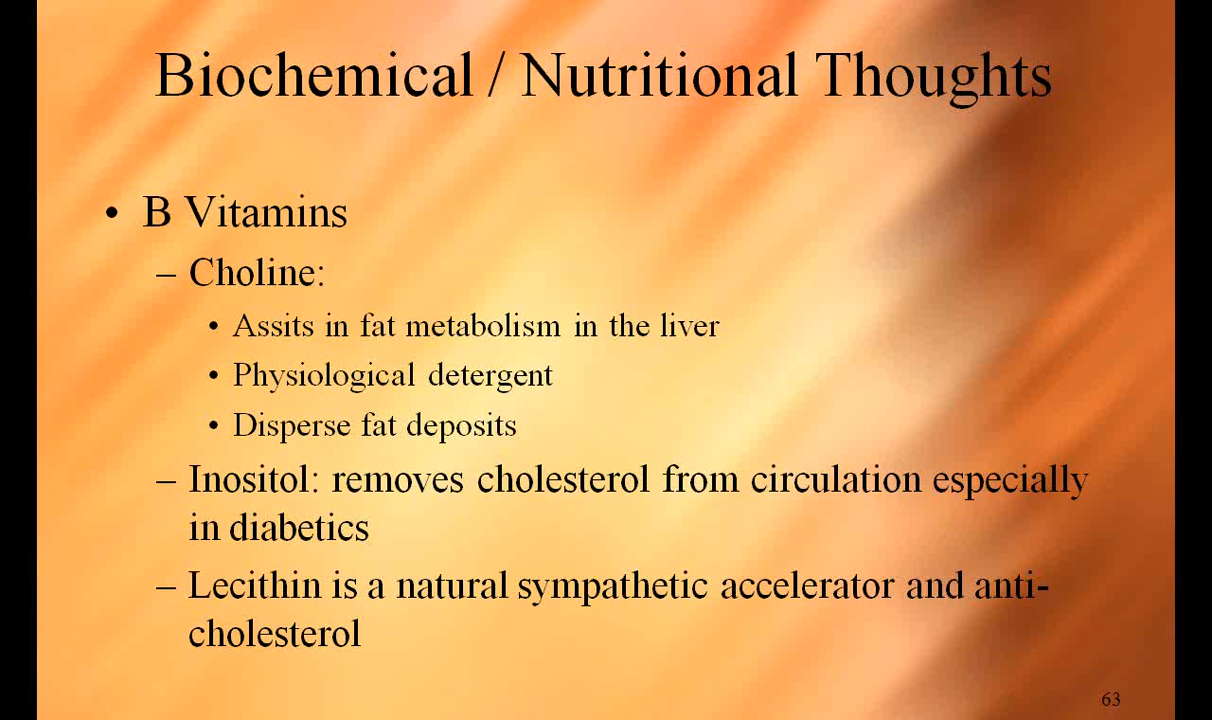 Biochemical / Nutritional Thoughts
• B Vitamins
– Choline:
• Assits in fat metabolism in the liver
• Physiological detergent
• Disperse fat deposits
– Inositol: removes cholesterol from circulation especially
in diabetics
– Lecithin is a natural sympathetic accelerator and anti-
cholesterol
63